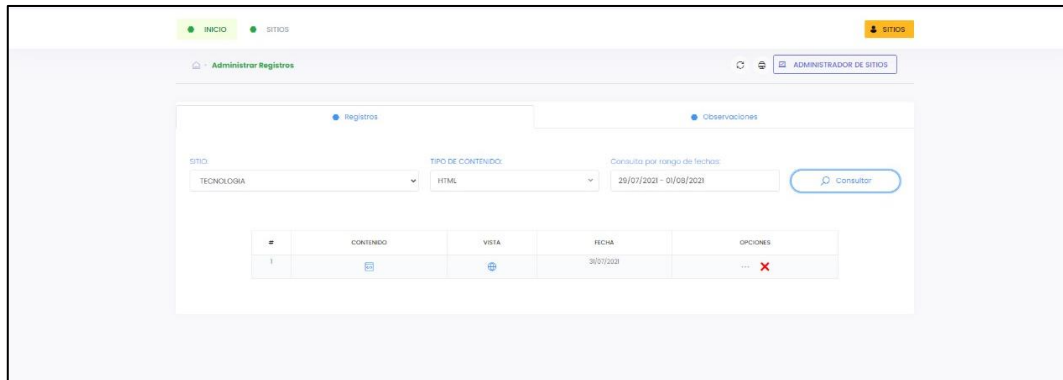 INICIO SITIOS SITIOS
Administrar Registros ADMINISTRADOR DE SITIOS
Registros Observaciones
SITIO: TIPO DE CONTENIDO: Consulta por rango de fechas:
TECNOLOGIA HTML 29/07/2021 - 01/08/2021 Consultar
# CONTENIDO VISTA FECHA OPCIONES
1 31/07/2021 ...